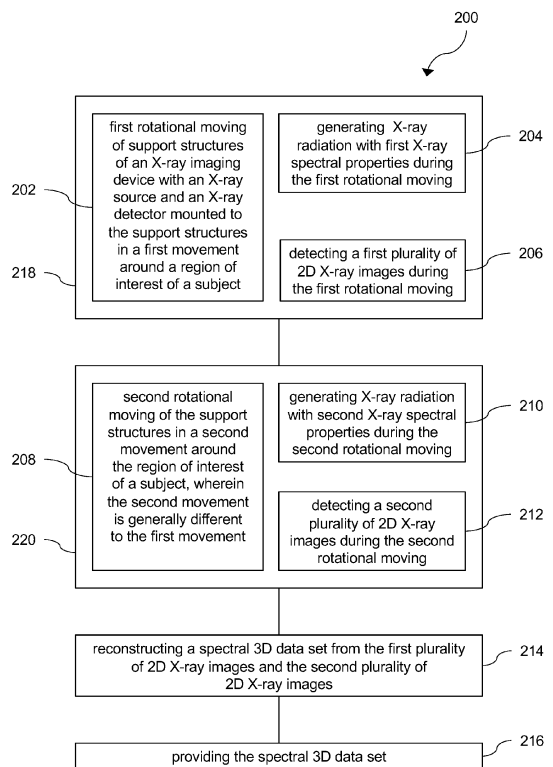 200
first rotational moving
of support structures
of an X-ray imaging
device with an X-ray
source and an X-ray
detector mounted to
the support structures
in a first movement
around a region of
interest of a subject
generating X-ray
radiation with first X-ray
spectral properties during
the first rotational moving
204
202
detecting a first plurality of
2D X-ray images during
the first rotational moving
206
218
second rotational
moving of the support
structures in a second
movement around
the region of interest
of a subject, wherein
the second movement
is generally different
to the first movement
generating X-ray radiation
with second X-ray spectral
properties during the
second rotational moving
210
208
detecting a second
plurality of 2D X-ray
images during the second
rotational moving
212
220
reconstructing a spectral 3D data set from the first plurality
of 2D X-ray images and the second plurality of
2D X-ray images
214
providing the spectral 3D data set
216